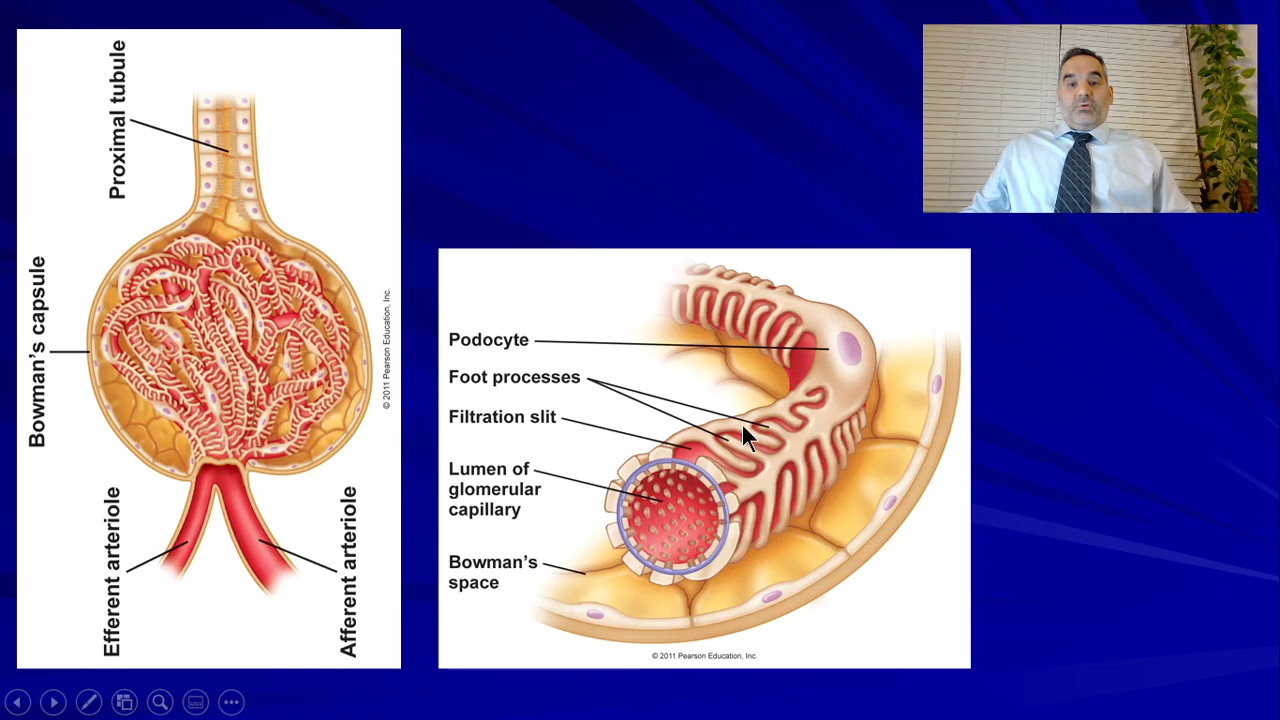 Proximal tubule
Bowman's capsule
© 2011 Pearson Education, Inc.
Efferent arteriole
Afferent arteriole
Podocyte
Foot processes
Filtration slit
Lumen of
glomerular
capillary
Bowman's
space
© 2011 Pearson Education, Inc.